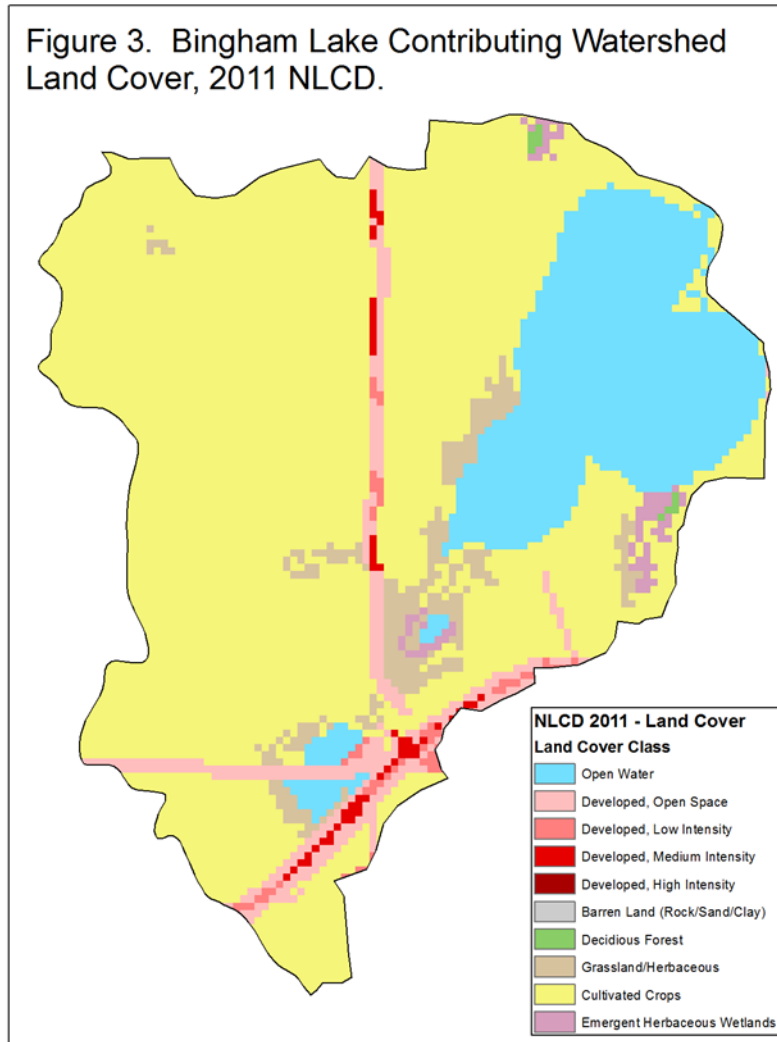 Figure 3.  Bingham Lake Contributing Watershed
Land Cover, 2011 NLCD.
NLCD 2011 - Land Cover
Land Cover Class
Open Water
Developed, Open Space
Developed, Low Intensity
Developed, Medium Intensity
Developed, High Intensity
Barren Land (Rock/Sand/Clay)
Decidious Forest
Grassland/Herbaceous
Cultivated Crops
Emergent Herbaceous Wetlands